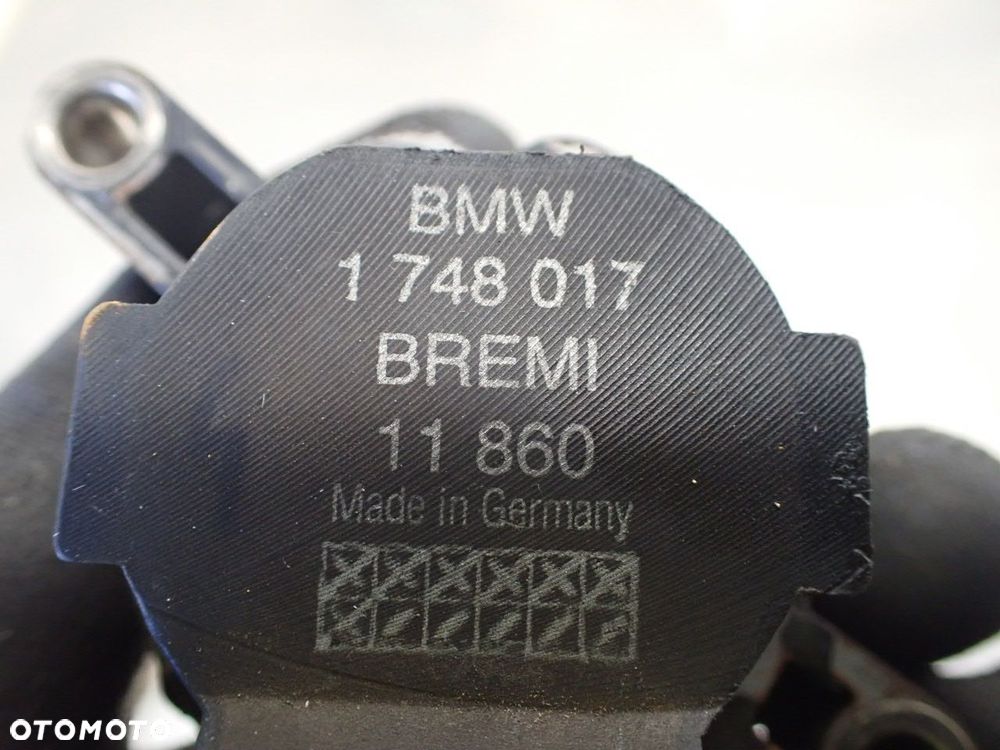 BMW
1 748 017
BREMI
11 860
Made in Germany
OTOMOTO